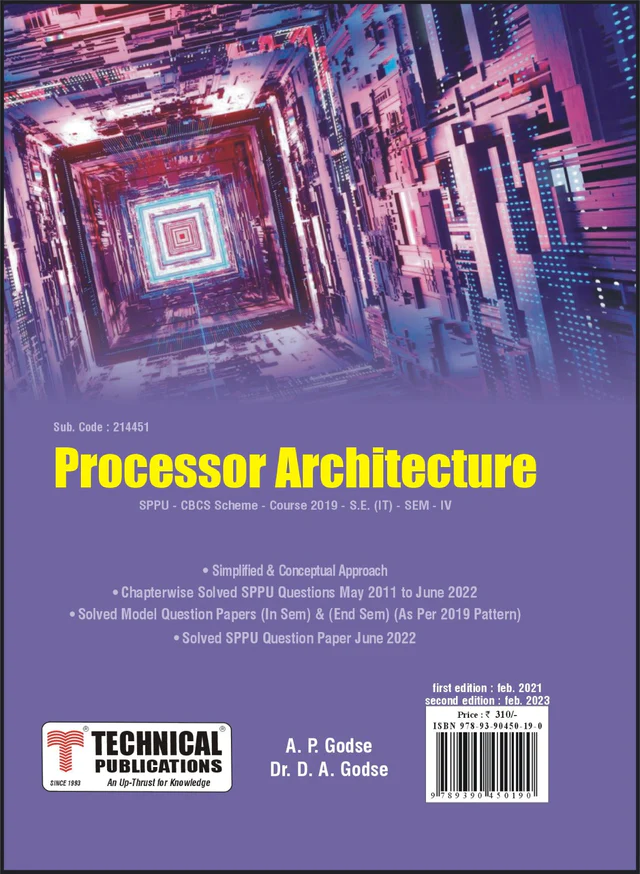 Sub. Code : 214451
Processor Architecture
SPPU - CBCS Scheme - Course 2019 - S.E. (IT) - SEM - IV
• Simplified & Conceptual Approach
• Chapterwise Solved SPPU Questions May 2011 to June 2022
• Solved Model Question Papers (In Sem) & (End Sem) (As Per 2019 Pattern)
• Solved SPPU Question Paper June 2022
first edition : feb. 2021
second edition : feb. 2023
Price : ₹ 310/-
ISBN 978-93-90450-19-0
9 789390 450190
TECHNICAL®
PUBLICATIONS
SINCE 1993
An Up-Thrust for Knowledge
®
A. P. Godse
Dr. D. A. Godse